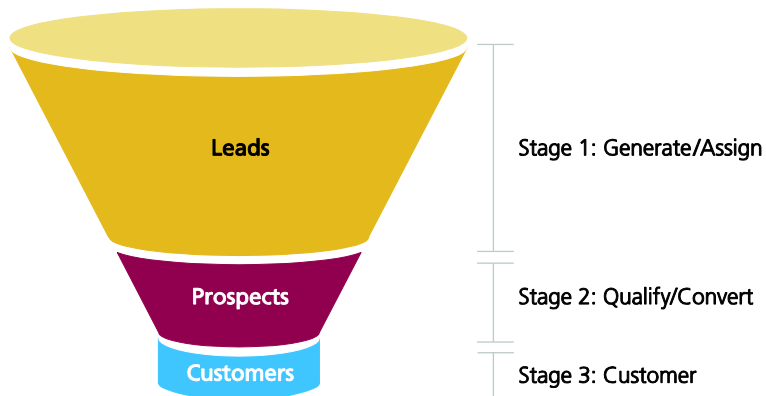 Leads
Stage 1: Generate/Assign
Prospects
Stage 2: Qualify/Convert
Customers
Stage 3: Customer